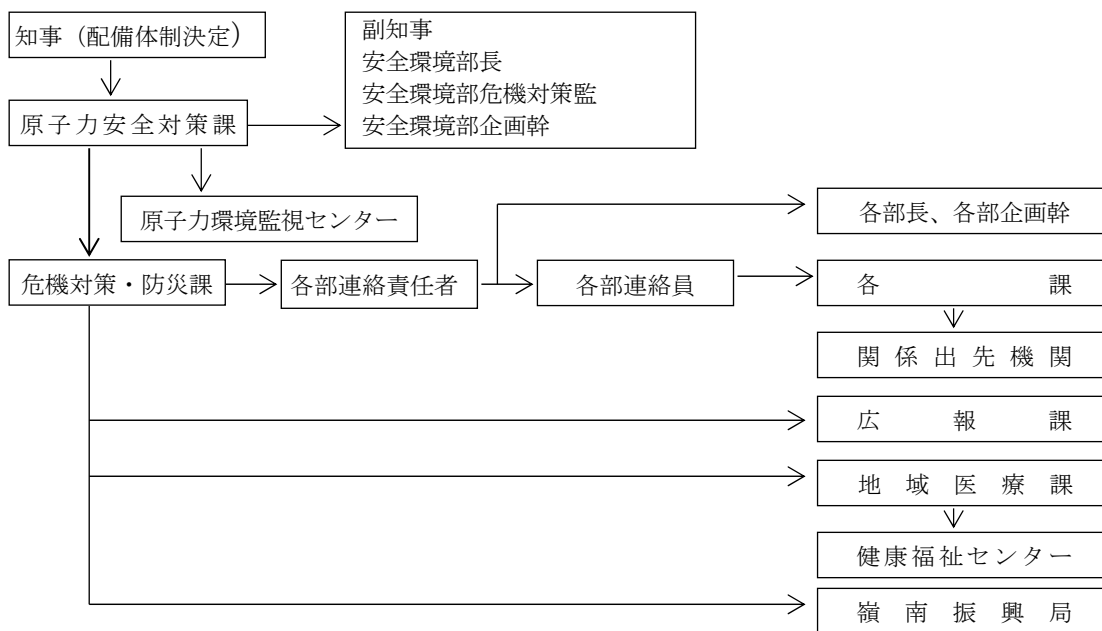 知事（配備体制決定）
副知事
安全環境部長
安全環境部危機対策監
安全環境部企画幹
原子力安全対策課
原子力環境監視センター
各部長、各部企画幹
危機対策・防災課
各部連絡責任者
各部連絡員
各課
関係出先機関
広報課
地域医療課
健康福祉センター
嶺南振興局